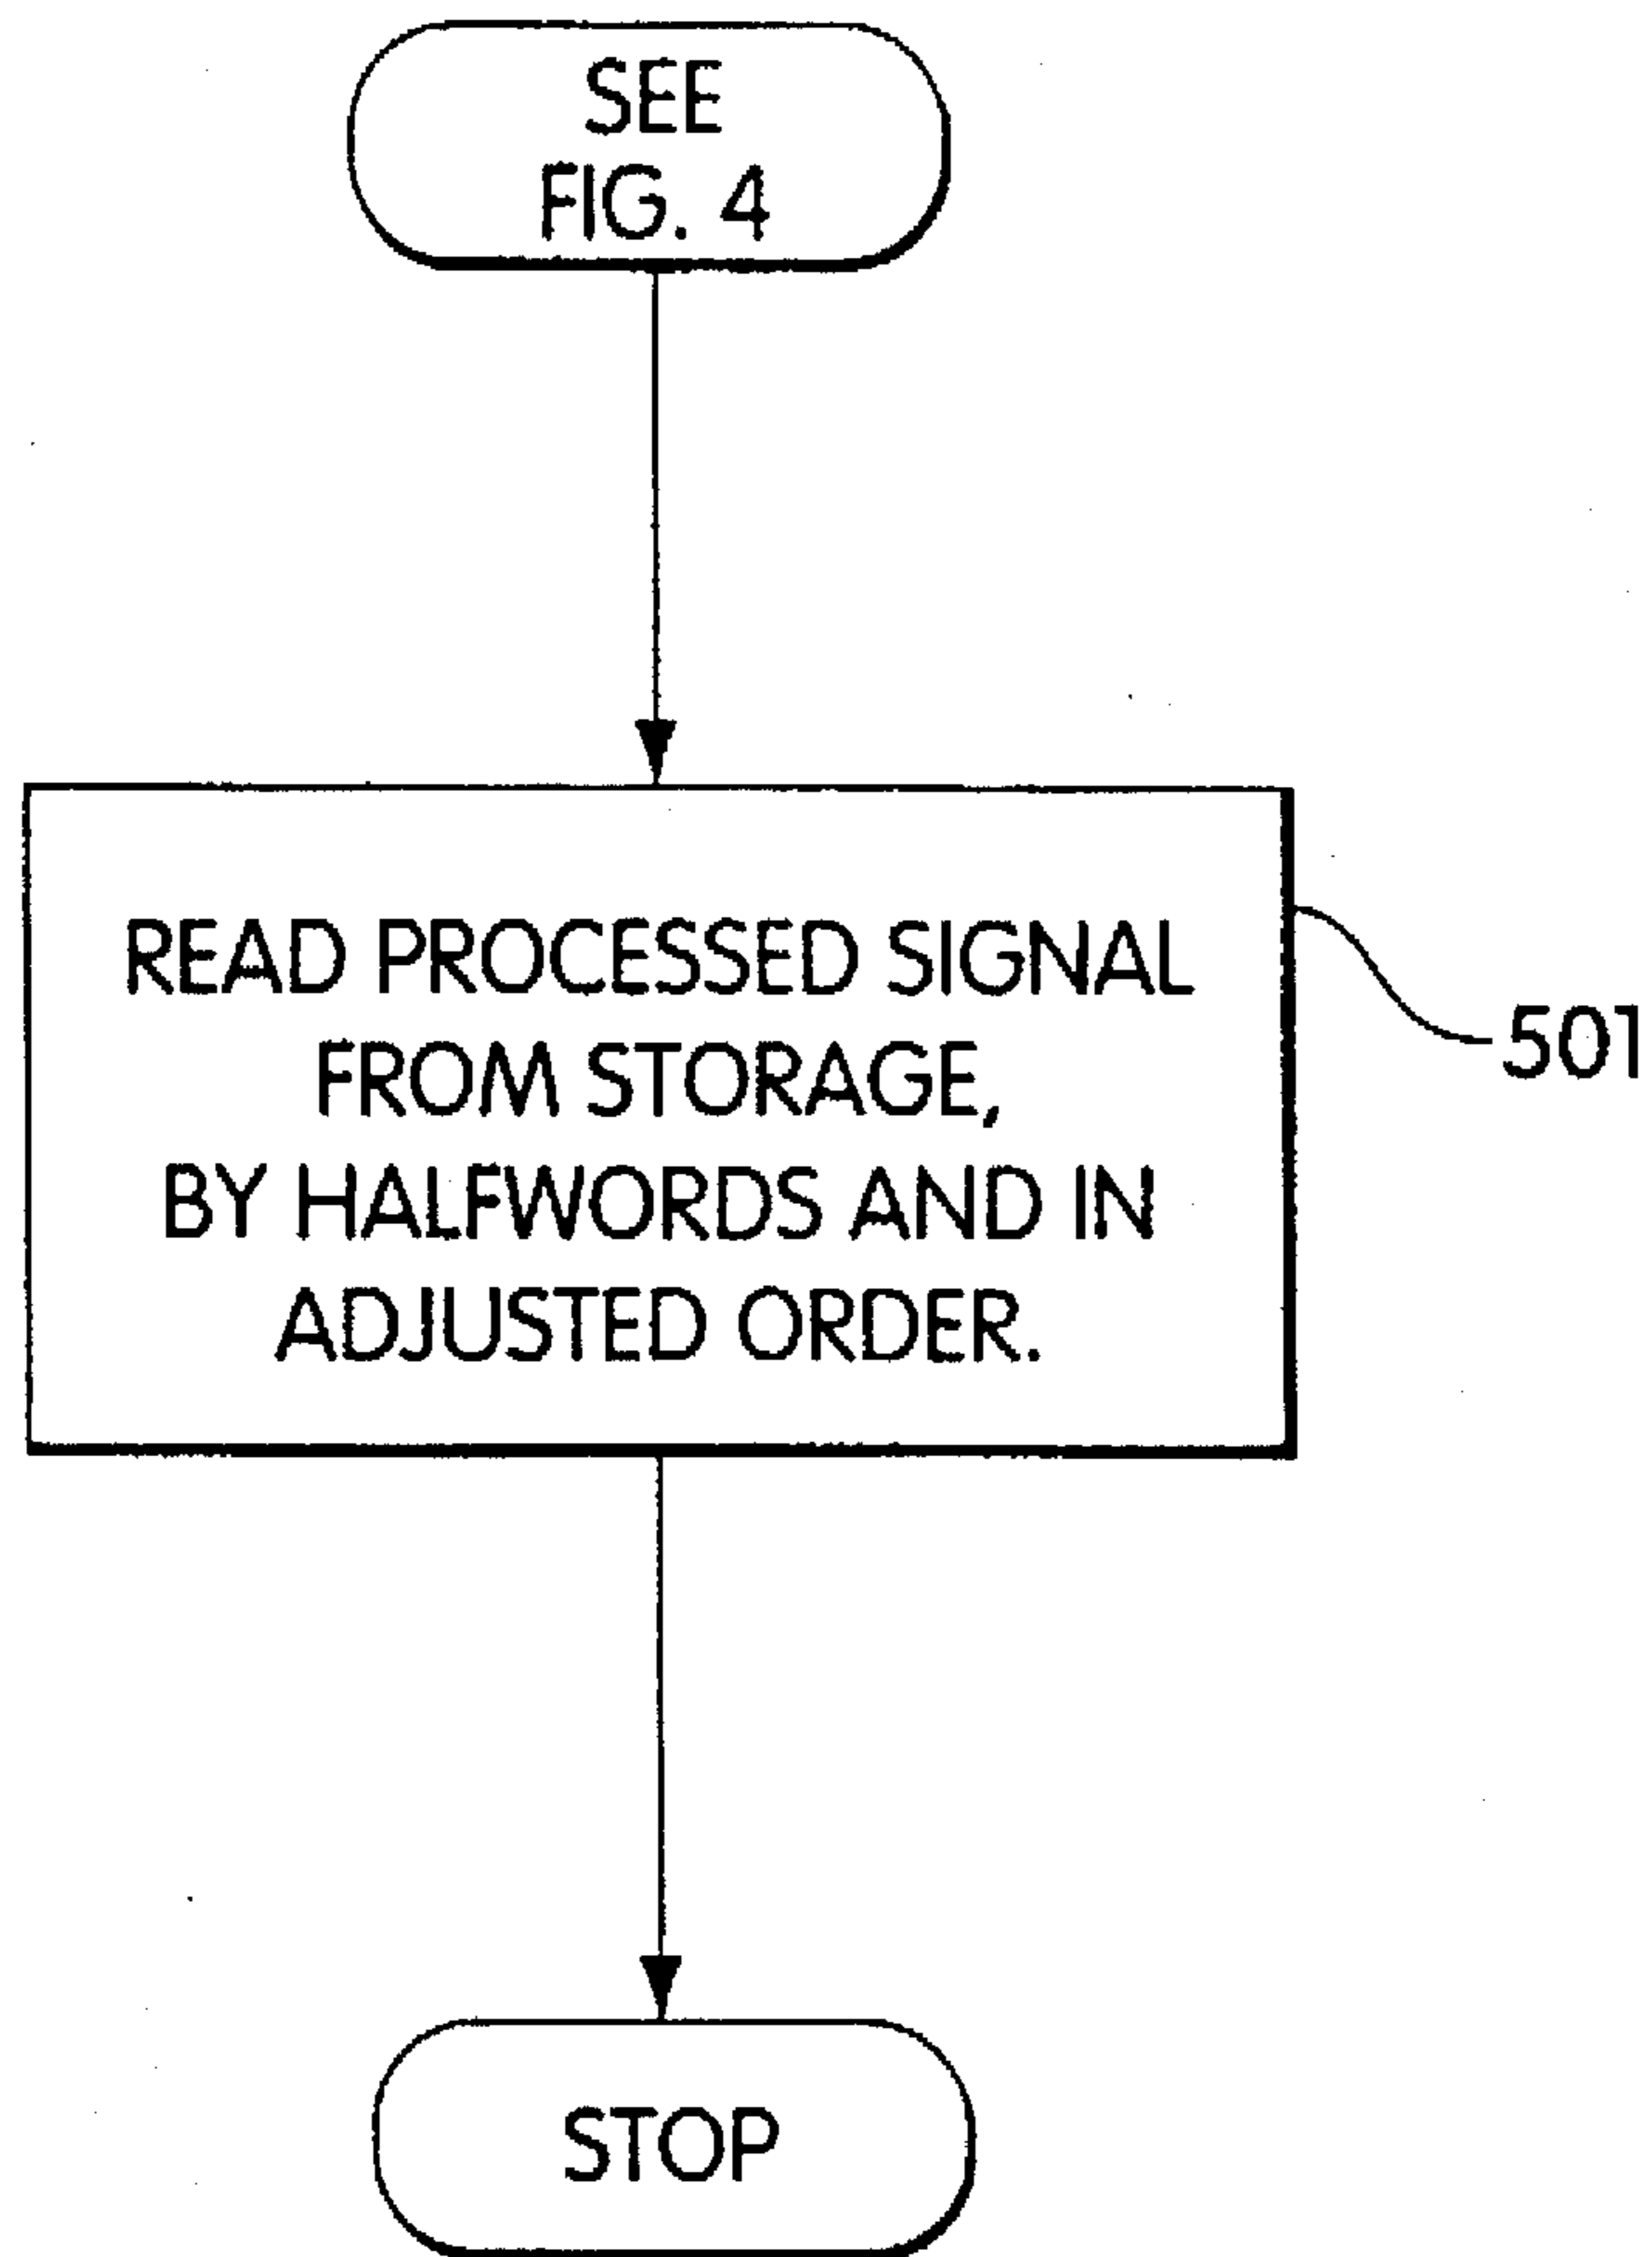 SEE
FIG. 4
READ PROCESSED SIGNAL
FROM STORAGE,
BY HALFWORDS AND IN
ADJUSTED ORDER.
501
STOP